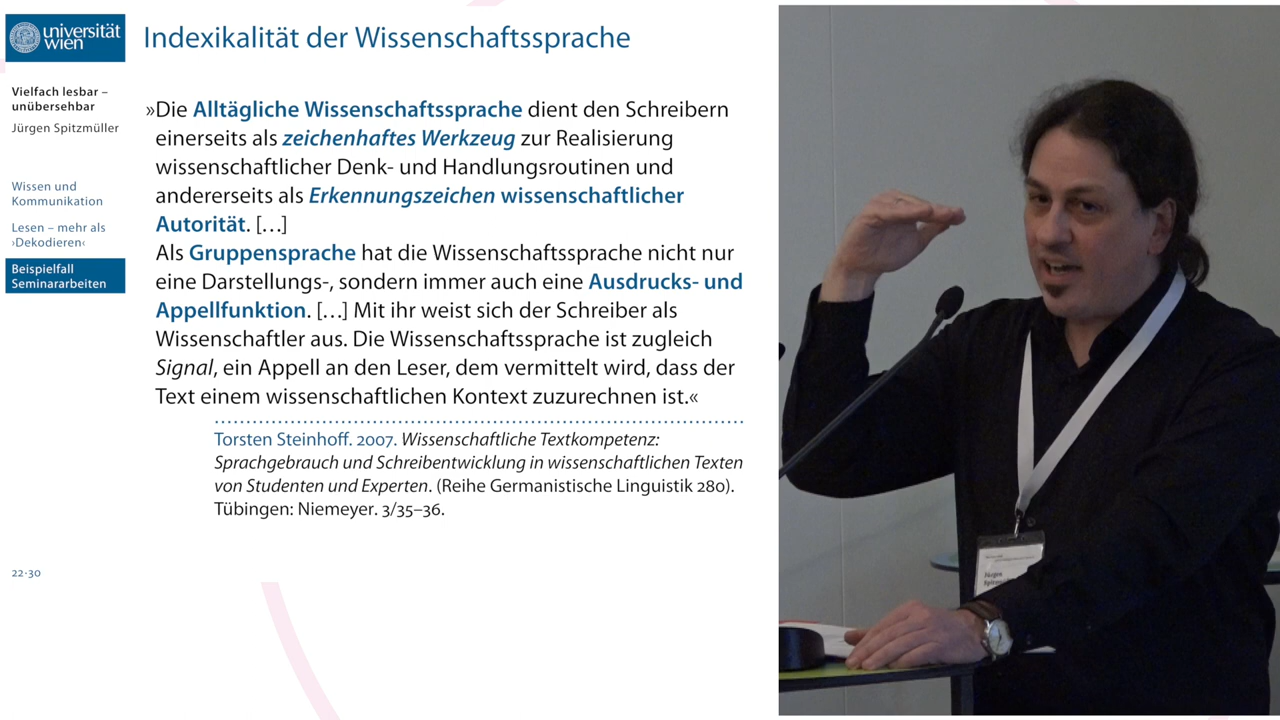 universität
wien
Indexikalität der Wissenschaftssprache
Vielfach lesbar –
unübersehbar
Jürgen Spitzmüller
Wissen und
Kommunikation
Lesen – mehr als
›Dekodieren‹
Beispielfall
Seminararbeiten
»Die Alltägliche Wissenschaftssprache dient den Schreibern
einerseits als zeichenhaftes Werkzeug zur Realisierung
wissenschaftlicher Denk- und Handlungsroutinen und
andererseits als Erkennungszeichen wissenschaftlicher
Autorität. […]
Als Gruppensprache hat die Wissenschaftssprache nicht nur
eine Darstellungs-, sondern immer auch eine Ausdrucks- und
Appellfunktion. […] Mit ihr weist sich der Schreiber als
Wissenschaftler aus. Die Wissenschaftssprache ist zugleich
Signal, ein Appell an den Leser, dem vermittelt wird, dass der
Text einem wissenschaftlichen Kontext zuzurechnen ist.«
Torsten Steinhoff. 2007. Wissenschaftliche Textkompetenz:
Sprachgebrauch und Schreibentwicklung in wissenschaftlichen Texten
von Studenten und Experten. (Reihe Germanistische Linguistik 280).
Tübingen: Niemeyer. 3/35–36.
22·30
Jürgen